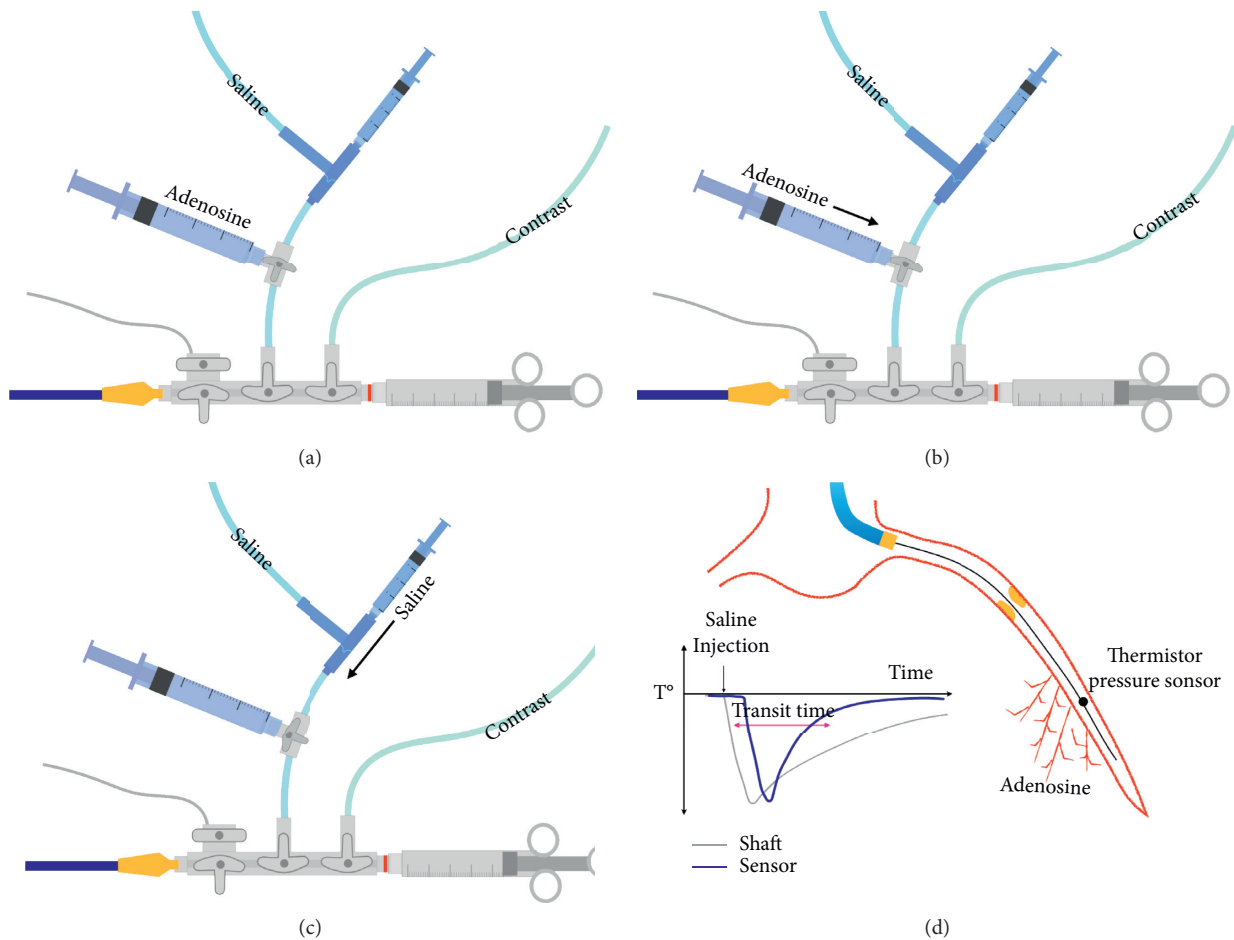 Saline
Adenosine
Contrast
(a)
Saline
Adenosine
Contrast
(b)
Saline
Saline
Contrast
(c)
Saline
Injection
Time
T°
Transit time
Thermistor
pressure sonsor
Adenosine
Shaft
Sensor
(d)